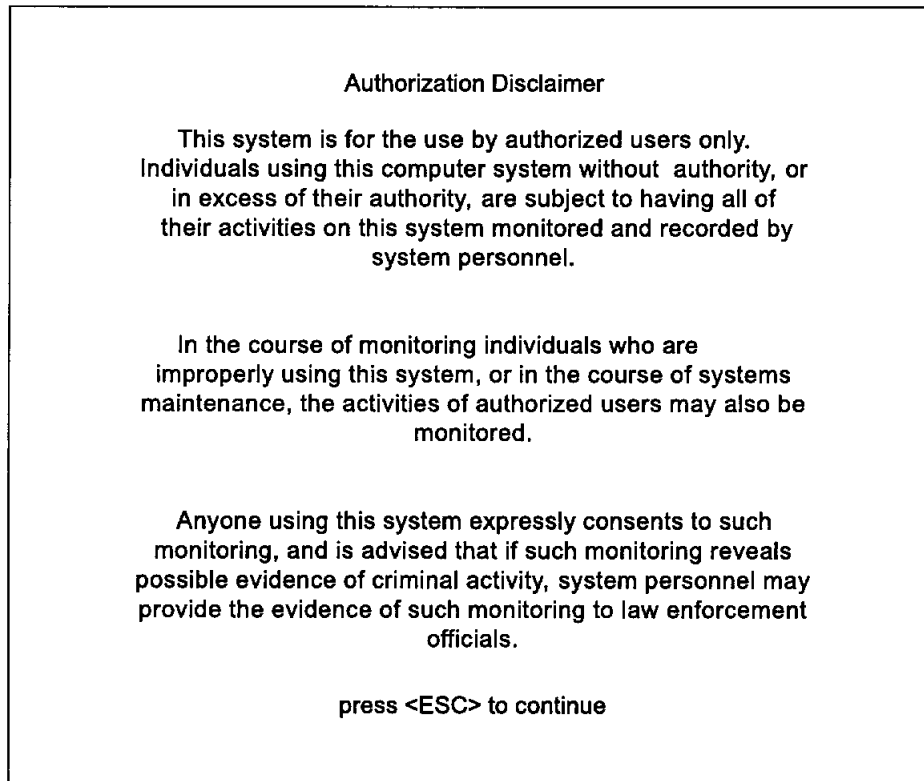 Authorization Disclaimer
This system is for the use by authorized users only.
Individuals using this computer system without authority, or
in excess of their authority, are subject to having all of
their activities on this system monitored and recorded by
system personnel.
In the course of monitoring individuals who are
improperly using this system, or in the course of systems
maintenance, the activities of authorized users may also be
monitored.
Anyone using this system expressly consents to such
monitoring, and is advised that if such monitoring reveals
possible evidence of criminal activity, system personnel may
provide the evidence of such monitoring to law enforcement
officials.
press <ESC> to continue